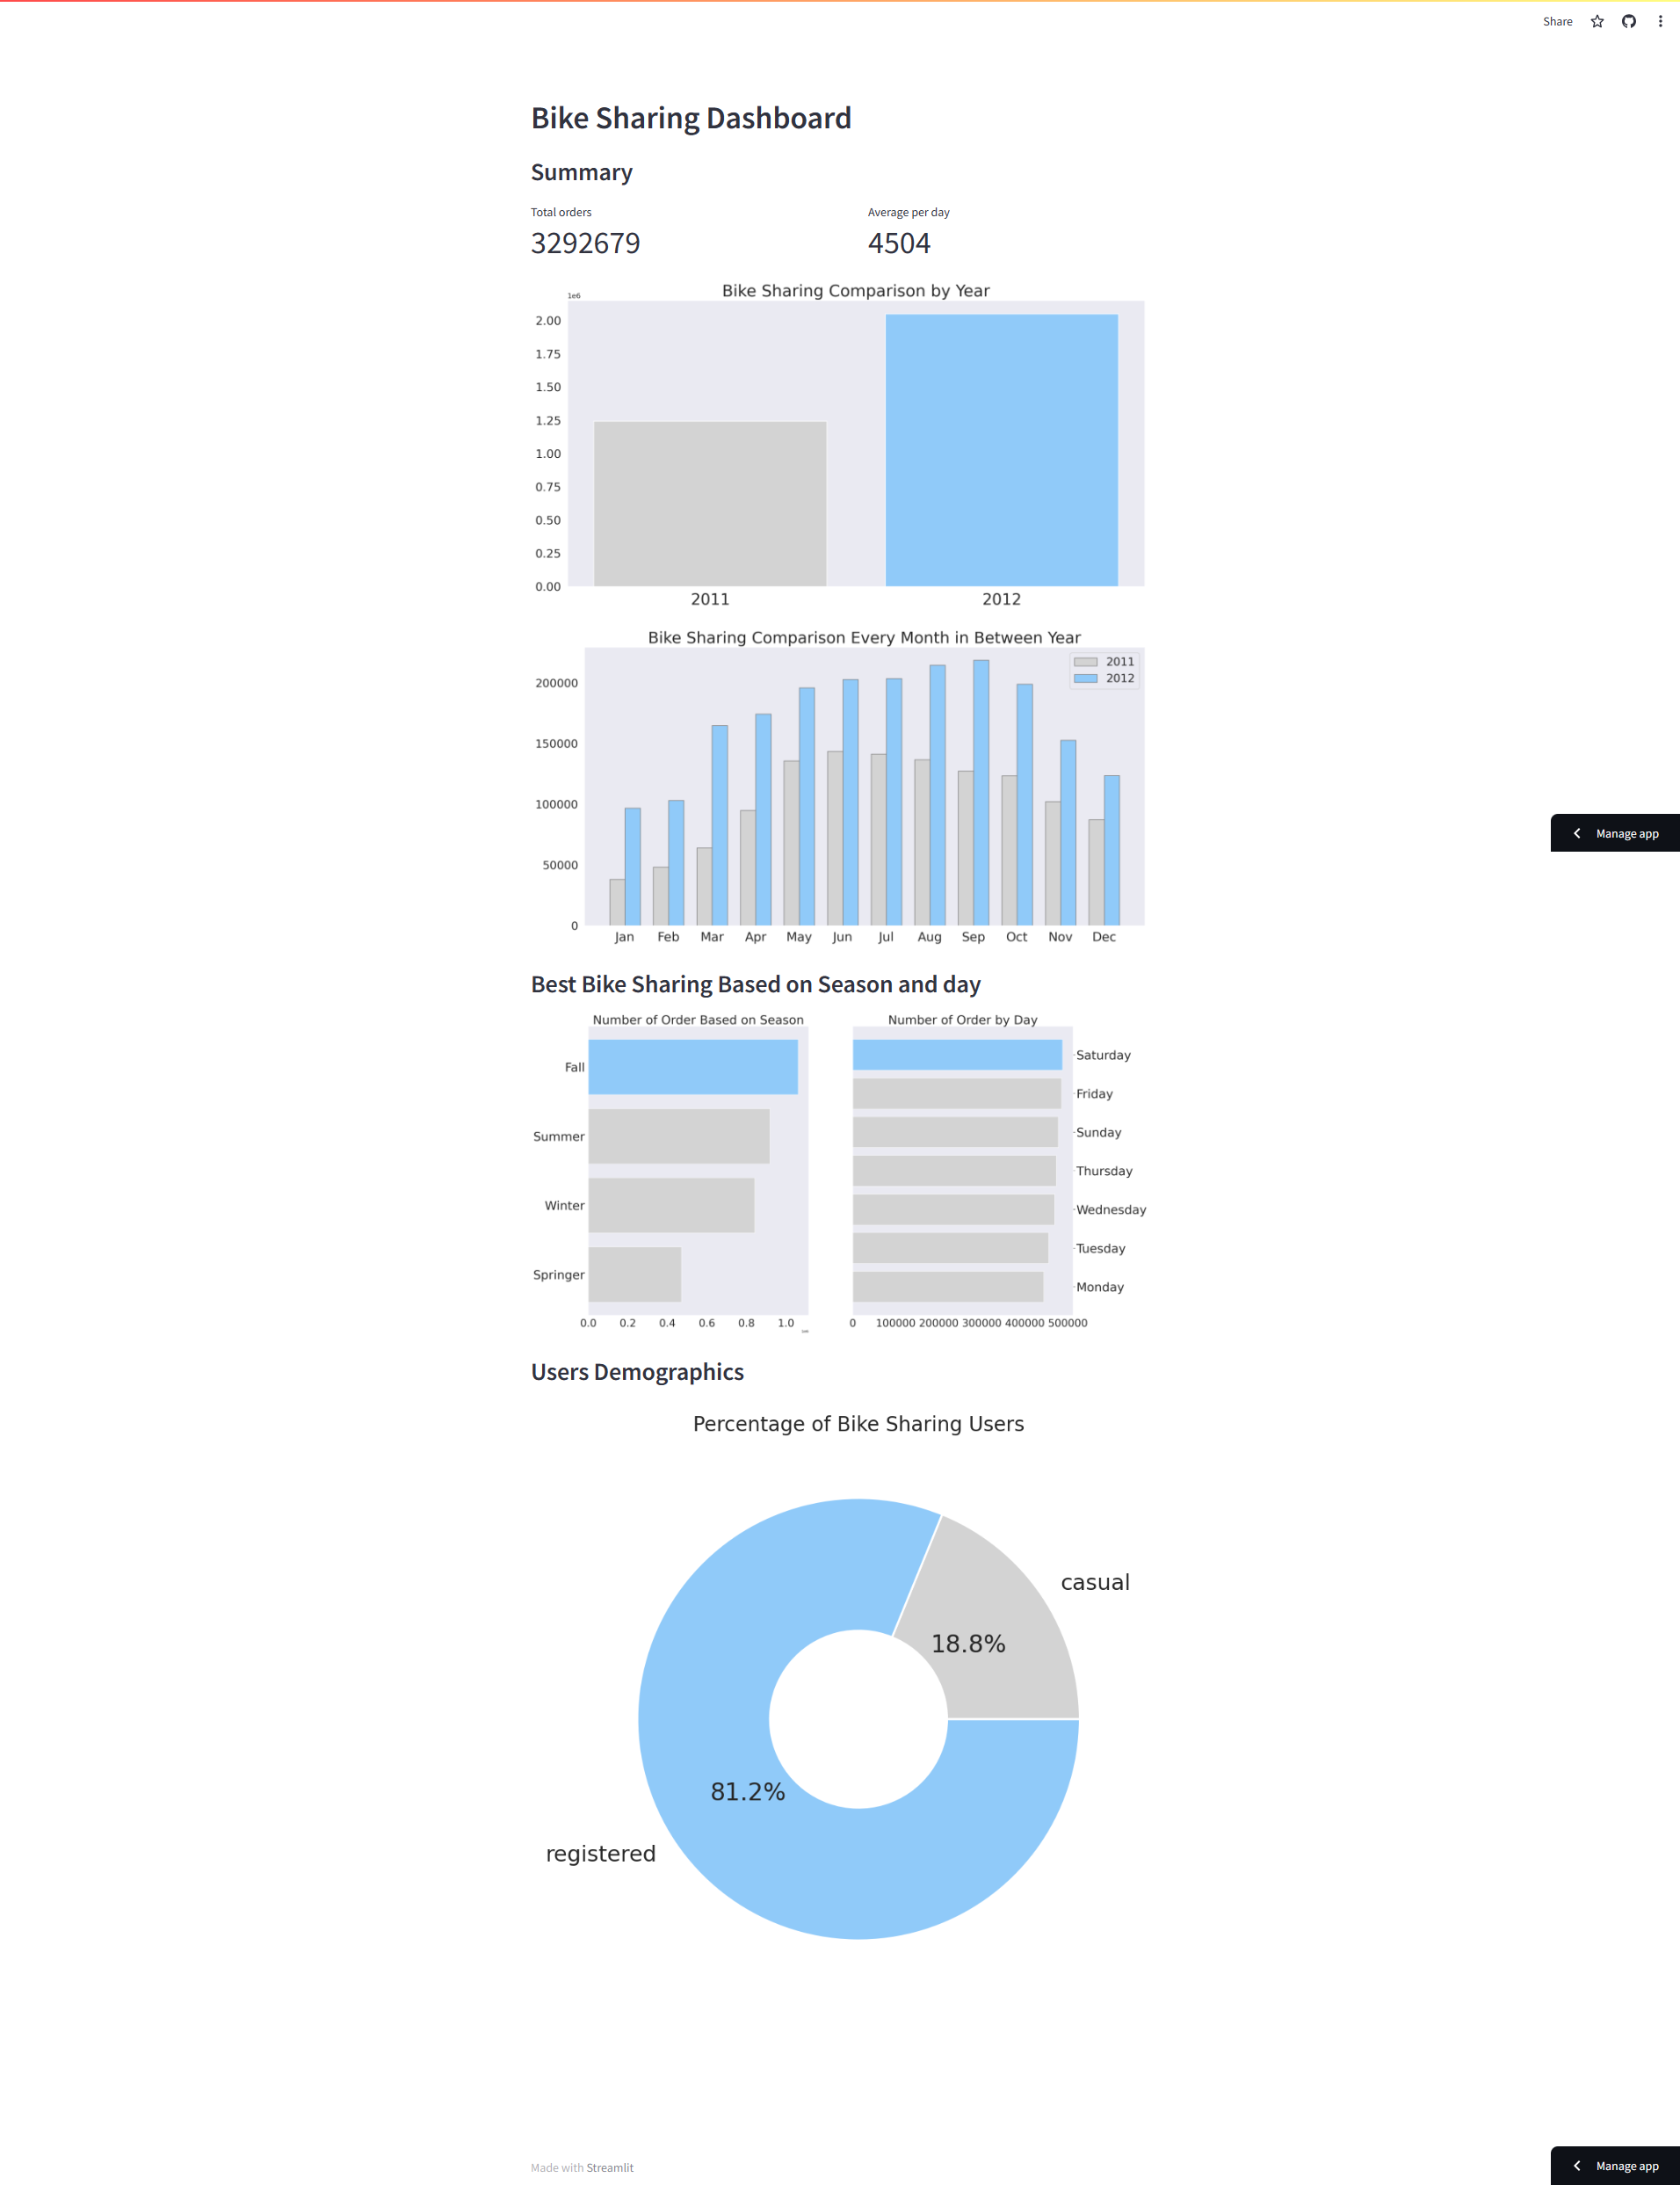 Share
Bike Sharing Dashboard
Summary
Total orders
Average per day
3292679
4504
Bike Sharing Comparison by Year
1e6
2.00
1.75
1.50
1.25
1.00
0.75
0.50
0.25
0.00
2011
2012
Bike Sharing Comparison Every Month in Between Year
2011
2012
200000
150000
100000
50000
0
Jan Feb Mar Apr May Jun Jul Aug Sep Oct Nov Dec
Manage app
Best Bike Sharing Based on Season and day
Number of Order Based on Season
Fall
Summer
Winter
Springer
0.0 0.2 0.4 0.6 0.8 1.0
Number of Order by Day
Saturday
Friday
Sunday
Thursday
Wednesday
Tuesday
Monday
0 100000 200000 300000 400000 500000
Users Demographics
Percentage of Bike Sharing Users
casual
18.8%
81.2%
registered
Made with Streamlit
Manage app